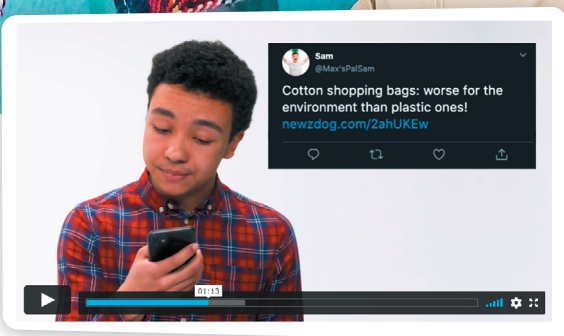 Sam
@Max'sPalSam
Cotton shopping bags: worse for the
environment than plastic ones!
newzdog.com/2ahUKEw
01:13